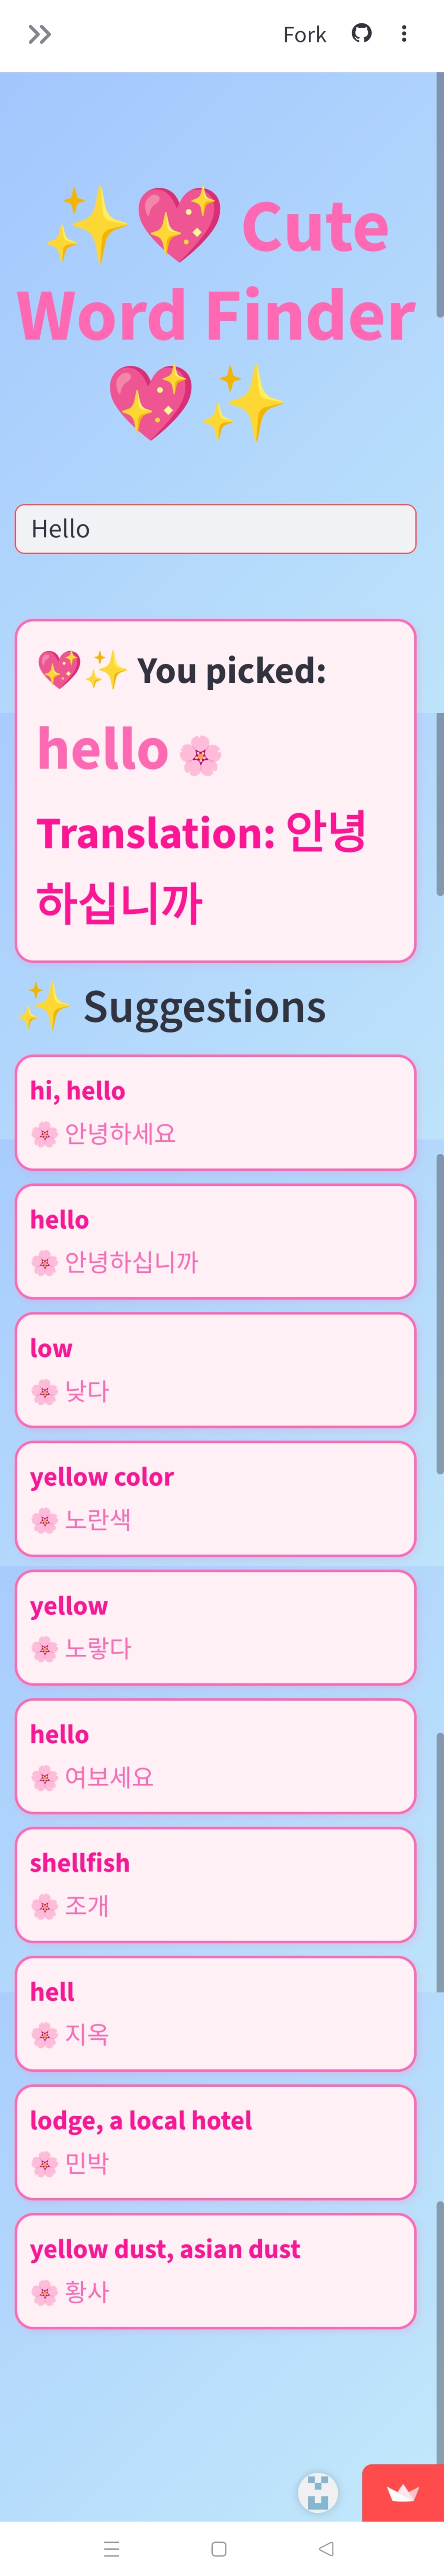 Fork
✨💖 Cute
Word Finder
💖✨
Hello
💖✨ You picked:
hello 🌸
Translation: 안녕
하십니까
✨ Suggestions
hi, hello
🌸 안녕하세요
hello
🌸 안녕하십니까
low
🌸 낮다
yellow color
🌸 노란색
yellow
🌸 노랗다
hello
🌸 여보세요
shellfish
🌸 조개
hell
🌸 지옥
lodge, a local hotel
🌸 민박
yellow dust, asian dust
🌸 황사